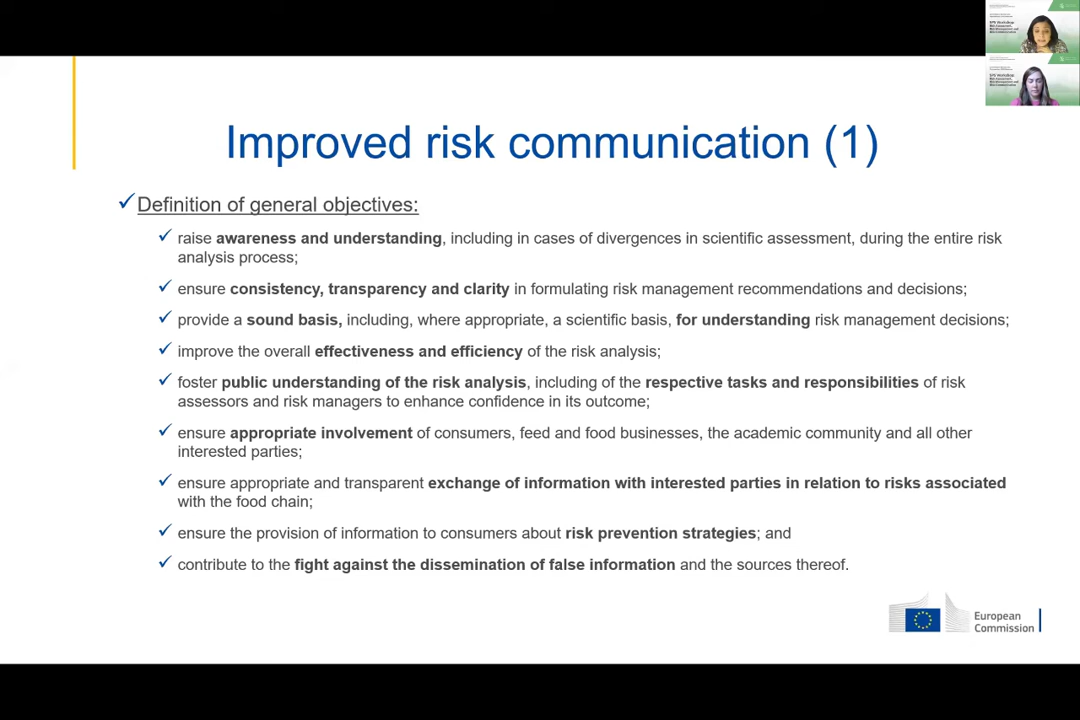 Improved risk communication (1)
Definition of general objectives:
raise awareness and understanding, including in cases of divergences in scientific assessment, during the entire risk
analysis process;
ensure consistency, transparency and clarity in formulating risk management recommendations and decisions;
provide a sound basis, including, where appropriate, a scientific basis, for understanding risk management decisions;
improve the overall effectiveness and efficiency of the risk analysis;
foster public understanding of the risk analysis, including of the respective tasks and responsibilities of risk
assessors and risk managers to enhance confidence in its outcome;
ensure appropriate involvement of consumers, feed and food businesses, the academic community and all other
interested parties;
ensure appropriate and transparent exchange of information with interested parties in relation to risks associated
with the food chain;
ensure the provision of information to consumers about risk prevention strategies; and
contribute to the fight against the dissemination of false information and the sources thereof.
European
Commission